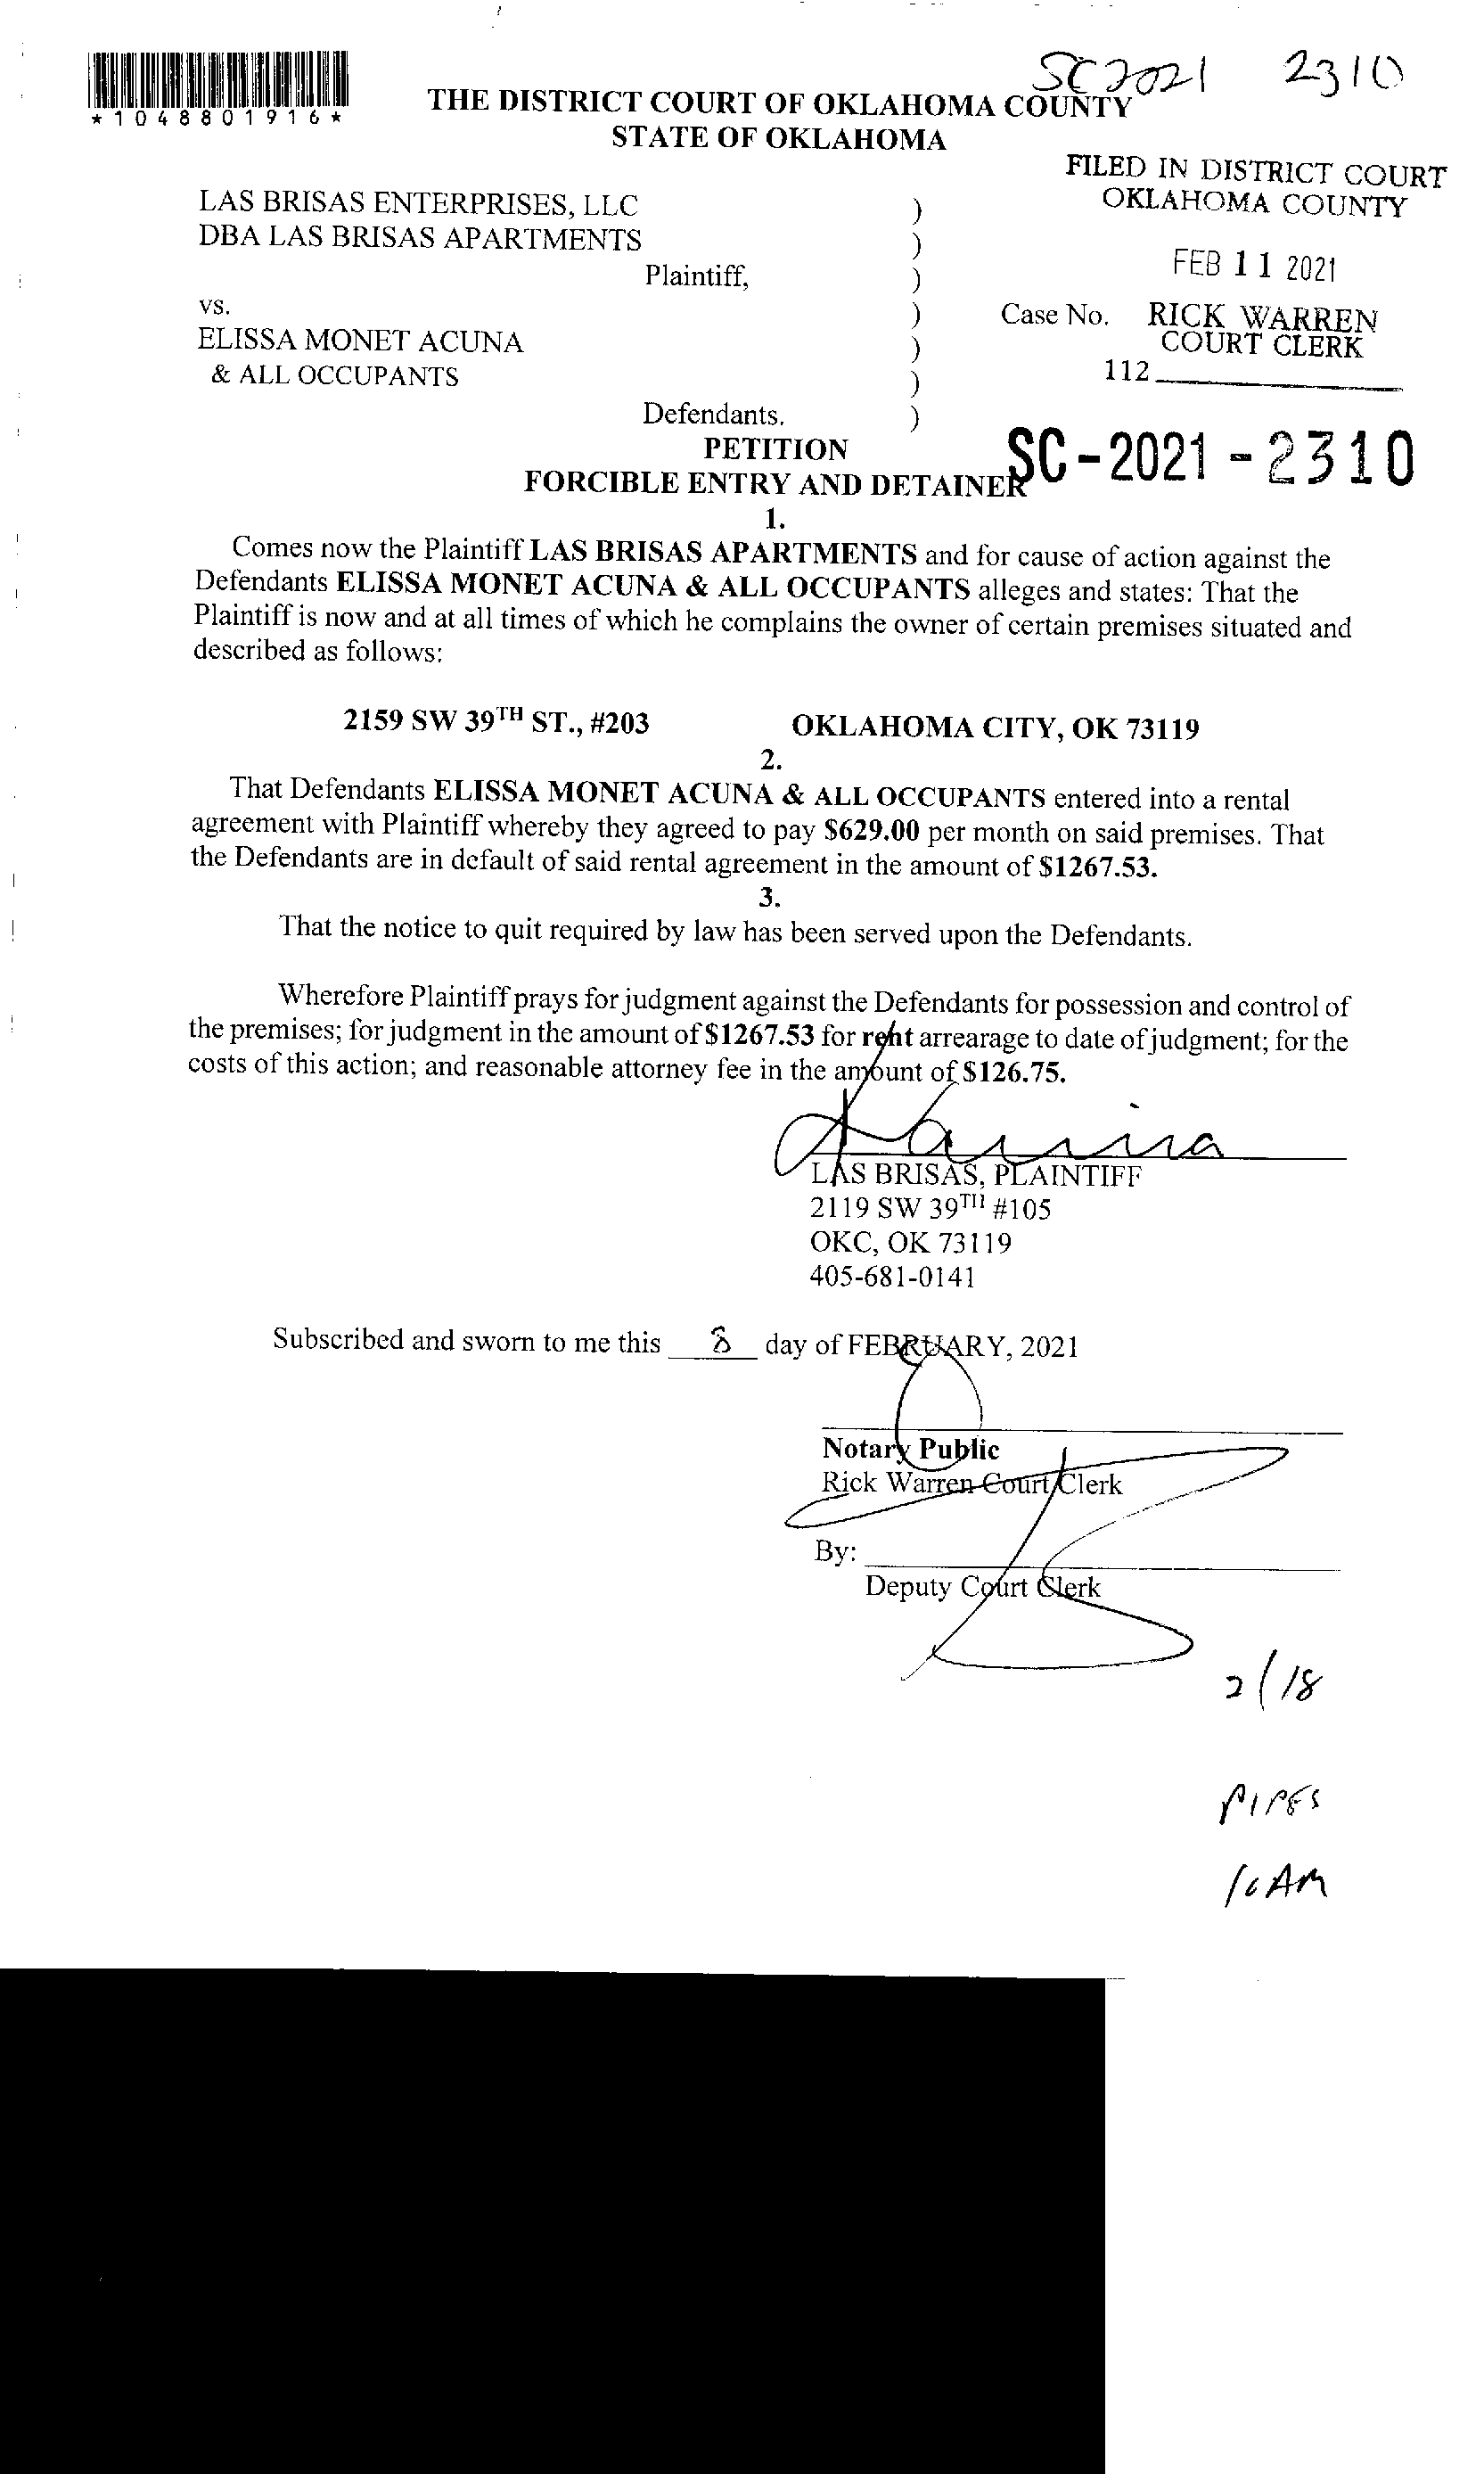 SC2021 2310
*1048801916*
THE DISTRICT COURT OF OKLAHOMA COUNTY
STATE OF OKLAHOMA
FILED IN DISTRICT COURT
OKLAHOMA COUNTY
FEB 11 2021
RICK WARREN
COURT CLERK
112
LAS BRISAS ENTERPRISES, LLC )
DBA LAS BRISAS APARTMENTS )
Plaintiff, )
vs. ) Case No.
ELISSA MONET ACUNA )
& ALL OCCUPANTS )
Defendants. )
PETITION
FORCIBLE ENTRY AND DETAINER
SC-2021-2310
1.
Comes now the Plaintiff LAS BRISAS APARTMENTS and for cause of action against the
Defendants ELISSA MONET ACUNA & ALL OCCUPANTS alleges and states: That the
Plaintiff is now and at all times of which he complains the owner of certain premises situated and
described as follows:
2159 SW 39TH ST., #203 OKLAHOMA CITY, OK 73119
2.
That Defendants ELISSA MONET ACUNA & ALL OCCUPANTS entered into a rental
agreement with Plaintiff whereby they agreed to pay $629.00 per month on said premises. That
the Defendants are in default of said rental agreement in the amount of $1267.53.
3.
That the notice to quit required by law has been served upon the Defendants.
Wherefore Plaintiff prays for judgment against the Defendants for possession and control of
the premises; for judgment in the amount of $1267.53 for rent arrearage to date of judgment; for the
costs of this action; and reasonable attorney fee in the amount of $126.75.
LAS BRISAS, PLAINTIFF
2119 SW 39TH #105
OKC, OK 73119
405-681-0141
Subscribed and sworn to me this 8 day of FEBRUARY, 2021
Notary Public
Rick Warren Court Clerk
By:
Deputy Court Clerk
2/18
PIPES
10 AM